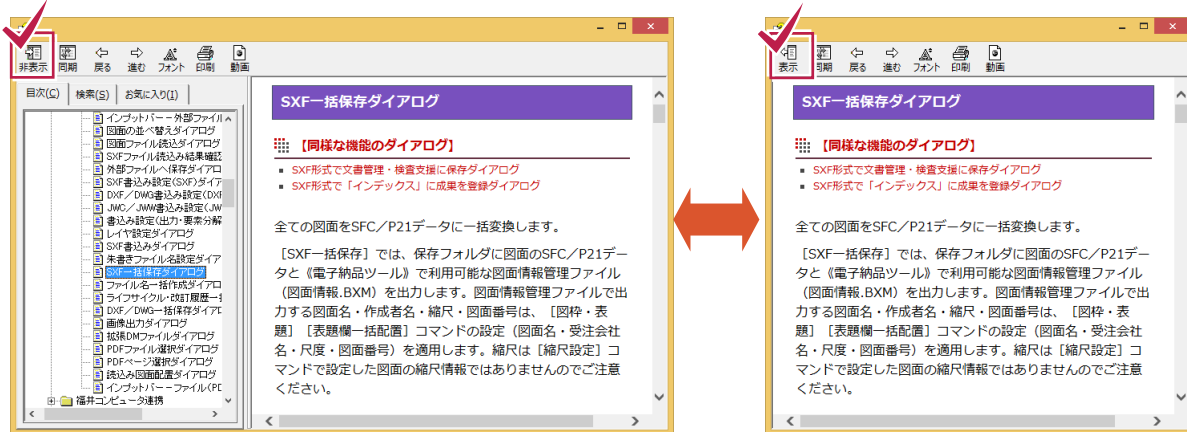 非表示 同期 戻る 進む フォント 印刷 動画
目次(C) 検索(S) お気に入り(I)
インプットバー－外部ファイル
図面の並べ替えダイアログ
図面ファイル読込ダイアログ
SXFファイル読込み結果確認
外部ファイルへ保存ダイアロ
SXF書込み設定(SXF)ダイア
DXF／DWG書込み設定(DXF
JWC／JWW書込み設定(JW
書込み設定(出力・要素分解
レイヤ設定ダイアログ
SXF書込みダイアログ
朱書きファイル名設定ダイア
SXF一括保存ダイアログ
ファイル名一括作成ダイアログ
ライフサイクル・改訂履歴一
DXF／DWG一括保存ダイアロ
画像出力ダイアログ
拡張DMファイルダイアログ
PDFファイル選択ダイアログ
PDFページ選択ダイアログ
読込み図面配置ダイアログ
インプットバー－ファイル(PD
福井コンピュータ連携
SXF一括保存ダイアログ
【同様な機能のダイアログ】
SXF形式で文書管理・検査支援に保存ダイアログ
SXF形式で「インデックス」に成果を登録ダイアログ
全ての図面をSFC／P21データに一括変換します。
［SXF一括保存］では、保存フォルダに図面のSFC／P21デー
タと《電子納品ツール》で利用可能な図面情報管理ファイル
（図面情報.BXM）を出力します。図面情報管理ファイルで出
力する図面名・作成者名・縮尺・図面番号は、［図枠・表
題］［表題欄一括配置］コマンドの設定（図面名・受注会社
名・尺度・図面番号）を適用します。縮尺は［縮尺設定］コ
マンドで設定した図面の縮尺情報ではありませんのでご注意
ください。
表示 同期 戻る 進む フォント 印刷 動画
SXF一括保存ダイアログ
【同様な機能のダイアログ】
SXF形式で文書管理・検査支援に保存ダイアログ
SXF形式で「インデックス」に成果を登録ダイアログ
全ての図面をSFC／P21データに一括変換します。
［SXF一括保存］では、保存フォルダに図面のSFC／P21デー
タと《電子納品ツール》で利用可能な図面情報管理ファイル
（図面情報.BXM）を出力します。図面情報管理ファイルで出
力する図面名・作成者名・縮尺・図面番号は、［図枠・表
題］［表題欄一括配置］コマンドの設定（図面名・受注会社
名・尺度・図面番号）を適用します。縮尺は［縮尺設定］コ
マンドで設定した図面の縮尺情報ではありませんのでご注意
ください。